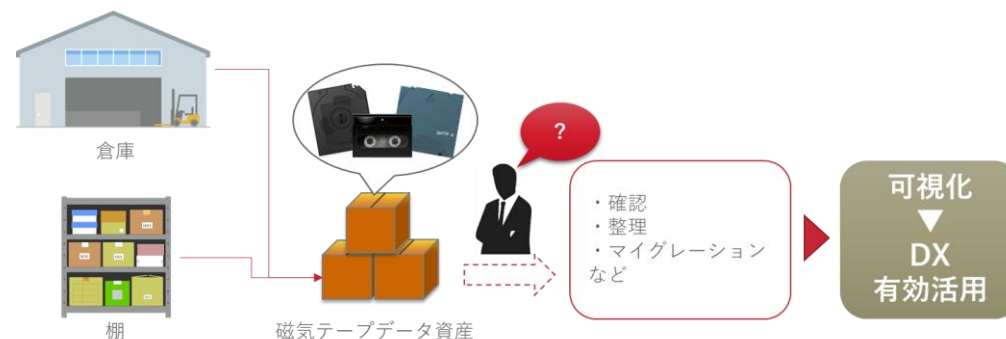 倉庫
棚
磁気テープデータ資産
?
・確認
・整理
・マイグレーション
など
可視化
▼
DX
有効活用